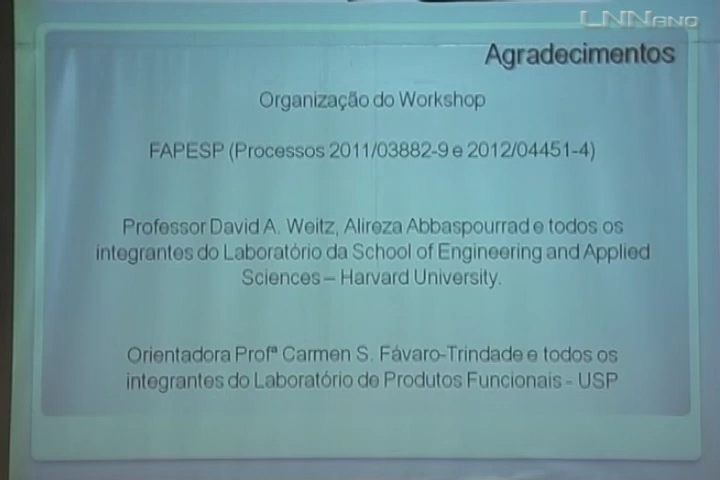 LNNano
Agradecimentos
Organização do Workshop
FAPESP (Processos 2011/03882-9 e 2012/04451-4)
Professor David A. Weitz, Alireza Abbaspourrad e todos os
integrantes do Laboratório da School of Engineering and Applied
Sciences – Harvard University.
Orientadora Profª Carmen S. Fávaro-Trindade e todos os
integrantes do Laboratório de Produtos Funcionais - USP